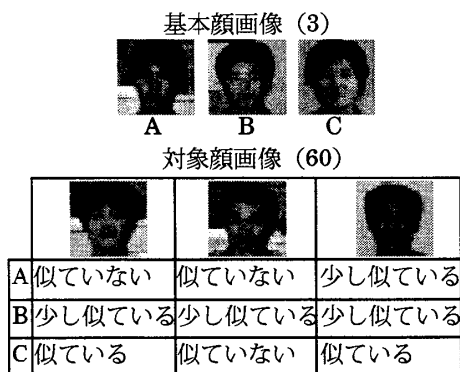 基本顔画像（3）
A B C
対象顔画像（60）
A 似ていない 似ていない 少し似ている
B 少し似ている 少し似ている 少し似ている
C 似ている 似ていない 似ている